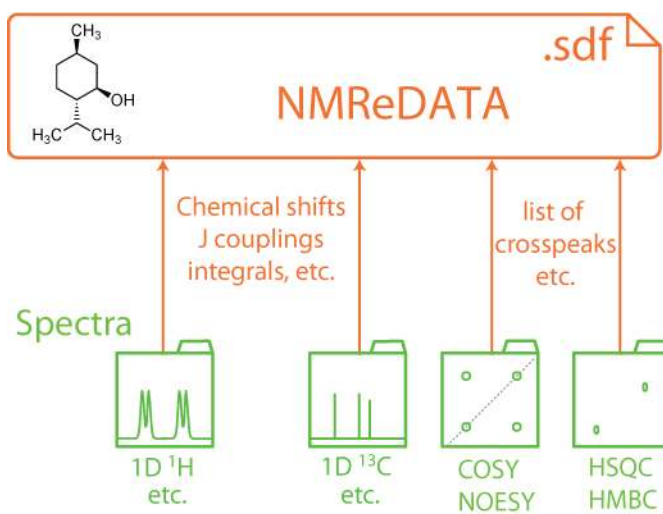 CH₃
.sdf
OH
NMReDATA
H₃C
CH₃
Chemical shifts
J couplings
integrals, etc.
list of
crosspeaks
etc.
Spectra
1D ¹H
etc.
1D ¹³C
etc.
COSY
NOESY
HSQC
HMBC